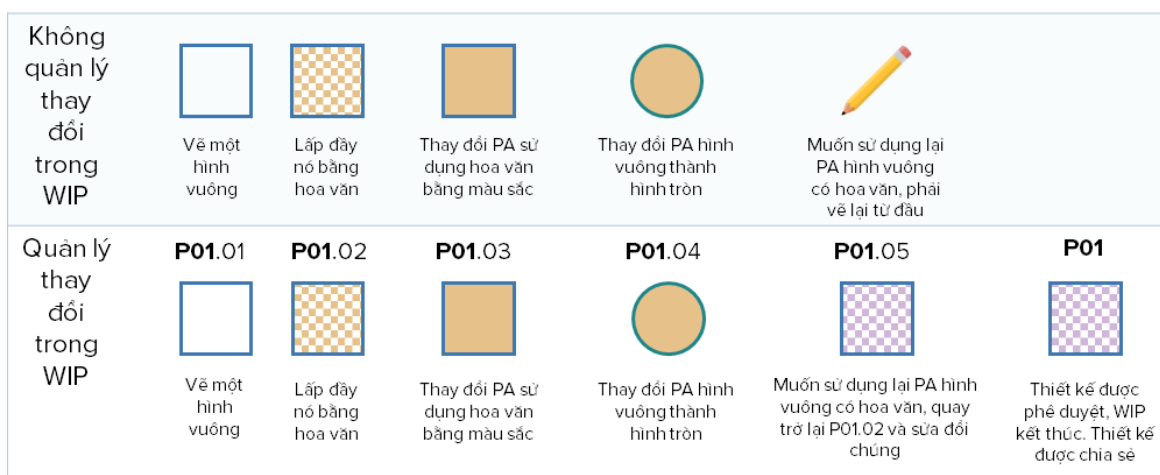 Không
quản lý
thay
đổi
trong
WIP
Vẽ một
hình
vuông
Lấp đầy
nó bằng
hoa văn
Thay đổi PA sử
dụng hoa văn
bằng màu sắc
Thay đổi PA hình
vuông thành
hình tròn
Muốn sử dụng lại
PA hình vuông
có hoa văn, phải
vẽ lại từ đầu
Quản lý
thay
đổi
trong
WIP
P01.01
Vẽ một
hình
vuông
P01.02
Lấp đầy
nó bằng
hoa văn
P01.03
Thay đổi PA sử
dụng hoa văn
bằng màu sắc
P01.04
Thay đổi PA hình
vuông thành
hình tròn
P01.05
Muốn sử dụng lại PA hình
vuông có hoa văn, quay
trở lại P01.02 và sửa đổi
chúng
P01
Thiết kế được
phê duyệt, WIP
kết thúc. Thiết kế
được chia sẻ